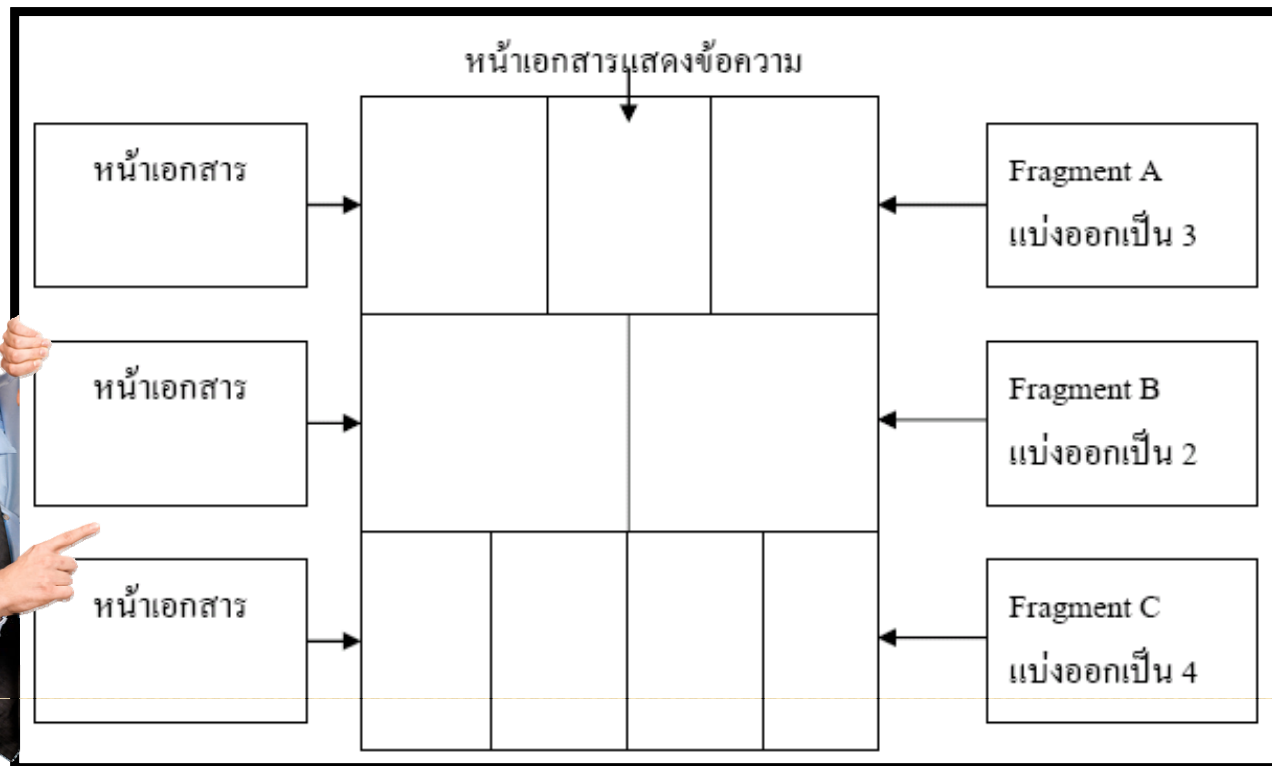 หน้าเอกสารแสดงข้อความ
หน้าเอกสาร
Fragment A
แบ่งออกเป็น 3
หน้าเอกสาร
Fragment B
แบ่งออกเป็น 2
หน้าเอกสาร
Fragment C
แบ่งออกเป็น 4